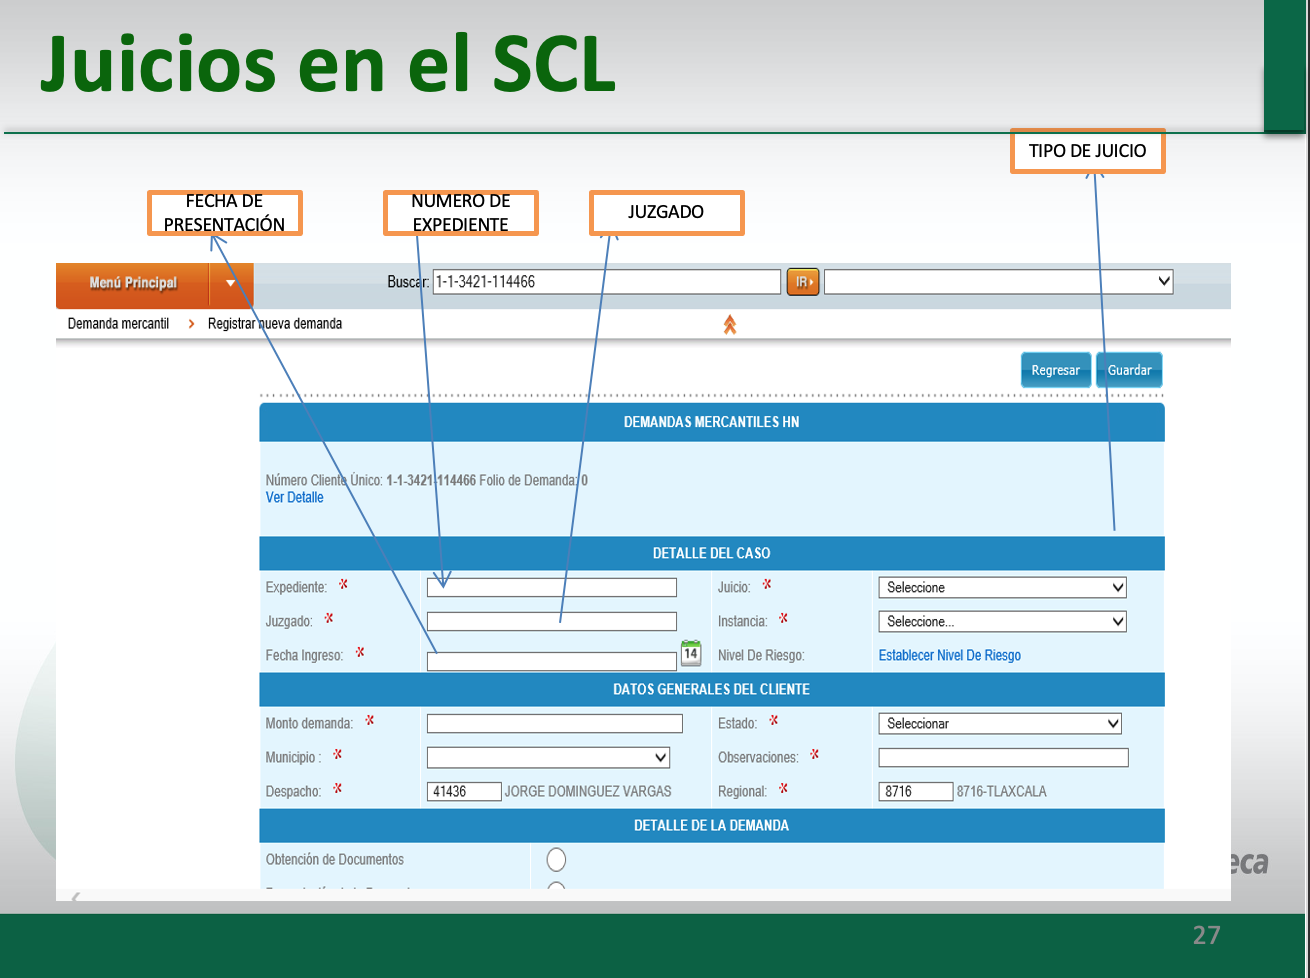 Juicios en el SCL
TIPO DE JUICIO
FECHA DE
PRESENTACIÓN
NUMERO DE
EXPEDIENTE
JUZGADO
Menú Principal
Buscar: 1-1-3421-114466
IR
Demanda mercantil > Registrar nueva demanda
Regresar Guardar
DEMANDAS MERCANTILES HN
Número Cliente Único: 1-1-3421-114466 Folio de Demanda: 0
Ver Detalle
DETALLE DEL CASO
Expediente: * Juicio: * Seleccione
Juzgado: * Instancia: * Seleccione...
Fecha Ingreso: * 14 Nivel De Riesgo: Establecer Nivel De Riesgo
DATOS GENERALES DEL CLIENTE
Monto demanda: * Estado: * Seleccionar
Municipio : * Observaciones: *
Despacho: * 41436 JORGE DOMINGUEZ VARGAS Regional: * 8716 8716-TLAXCALA
DETALLE DE LA DEMANDA
Obtención de Documentos
eca
27